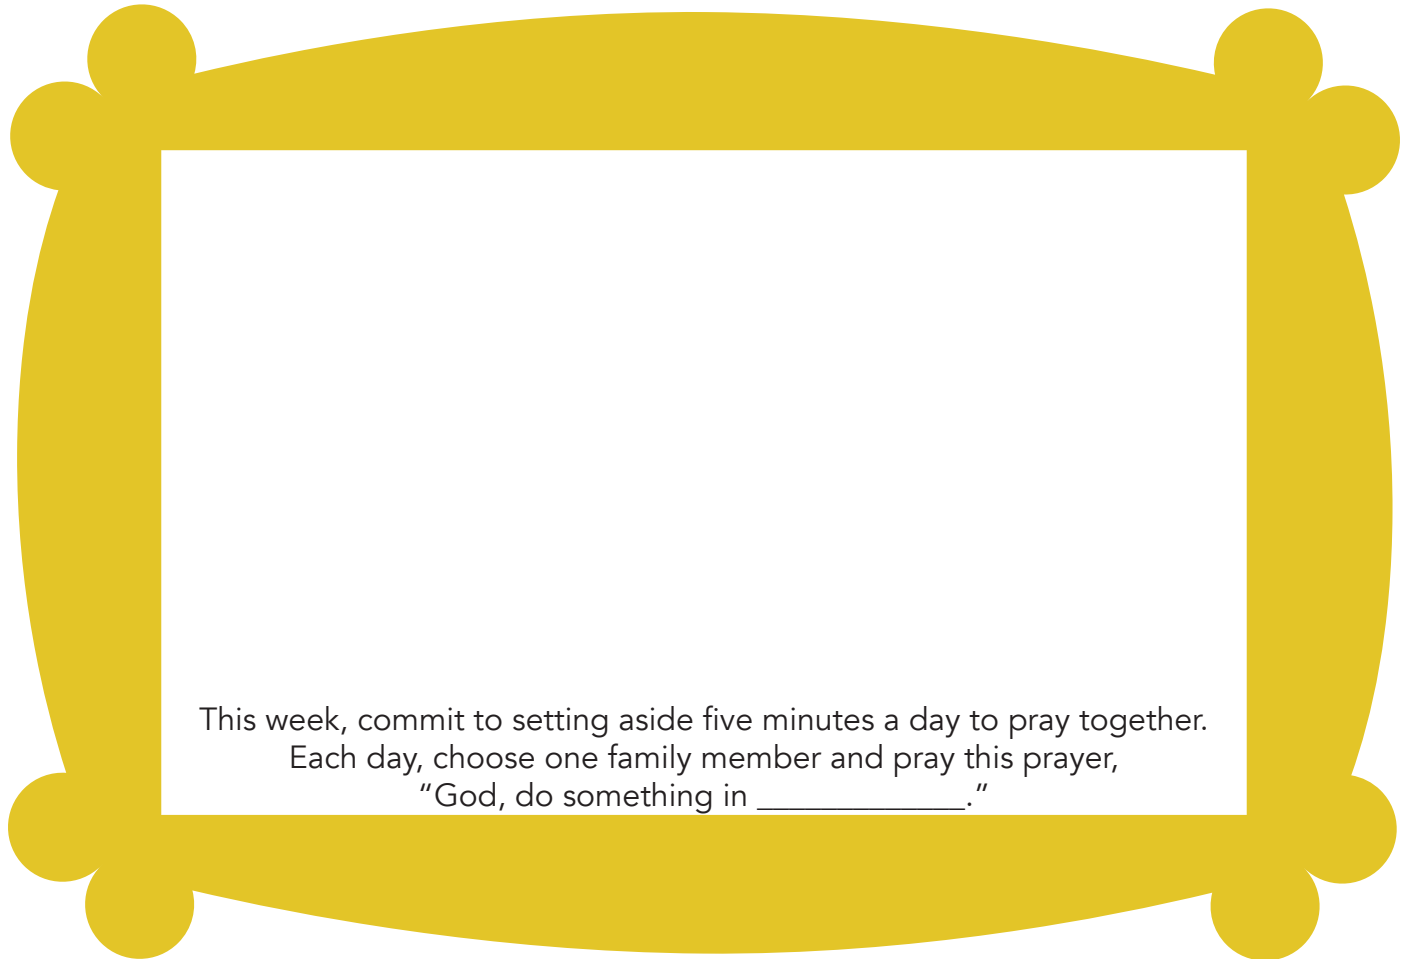 This week, commit to setting aside five minutes a day to pray together.
Each day, choose one family member and pray this prayer,
“God, do something in _____________.”